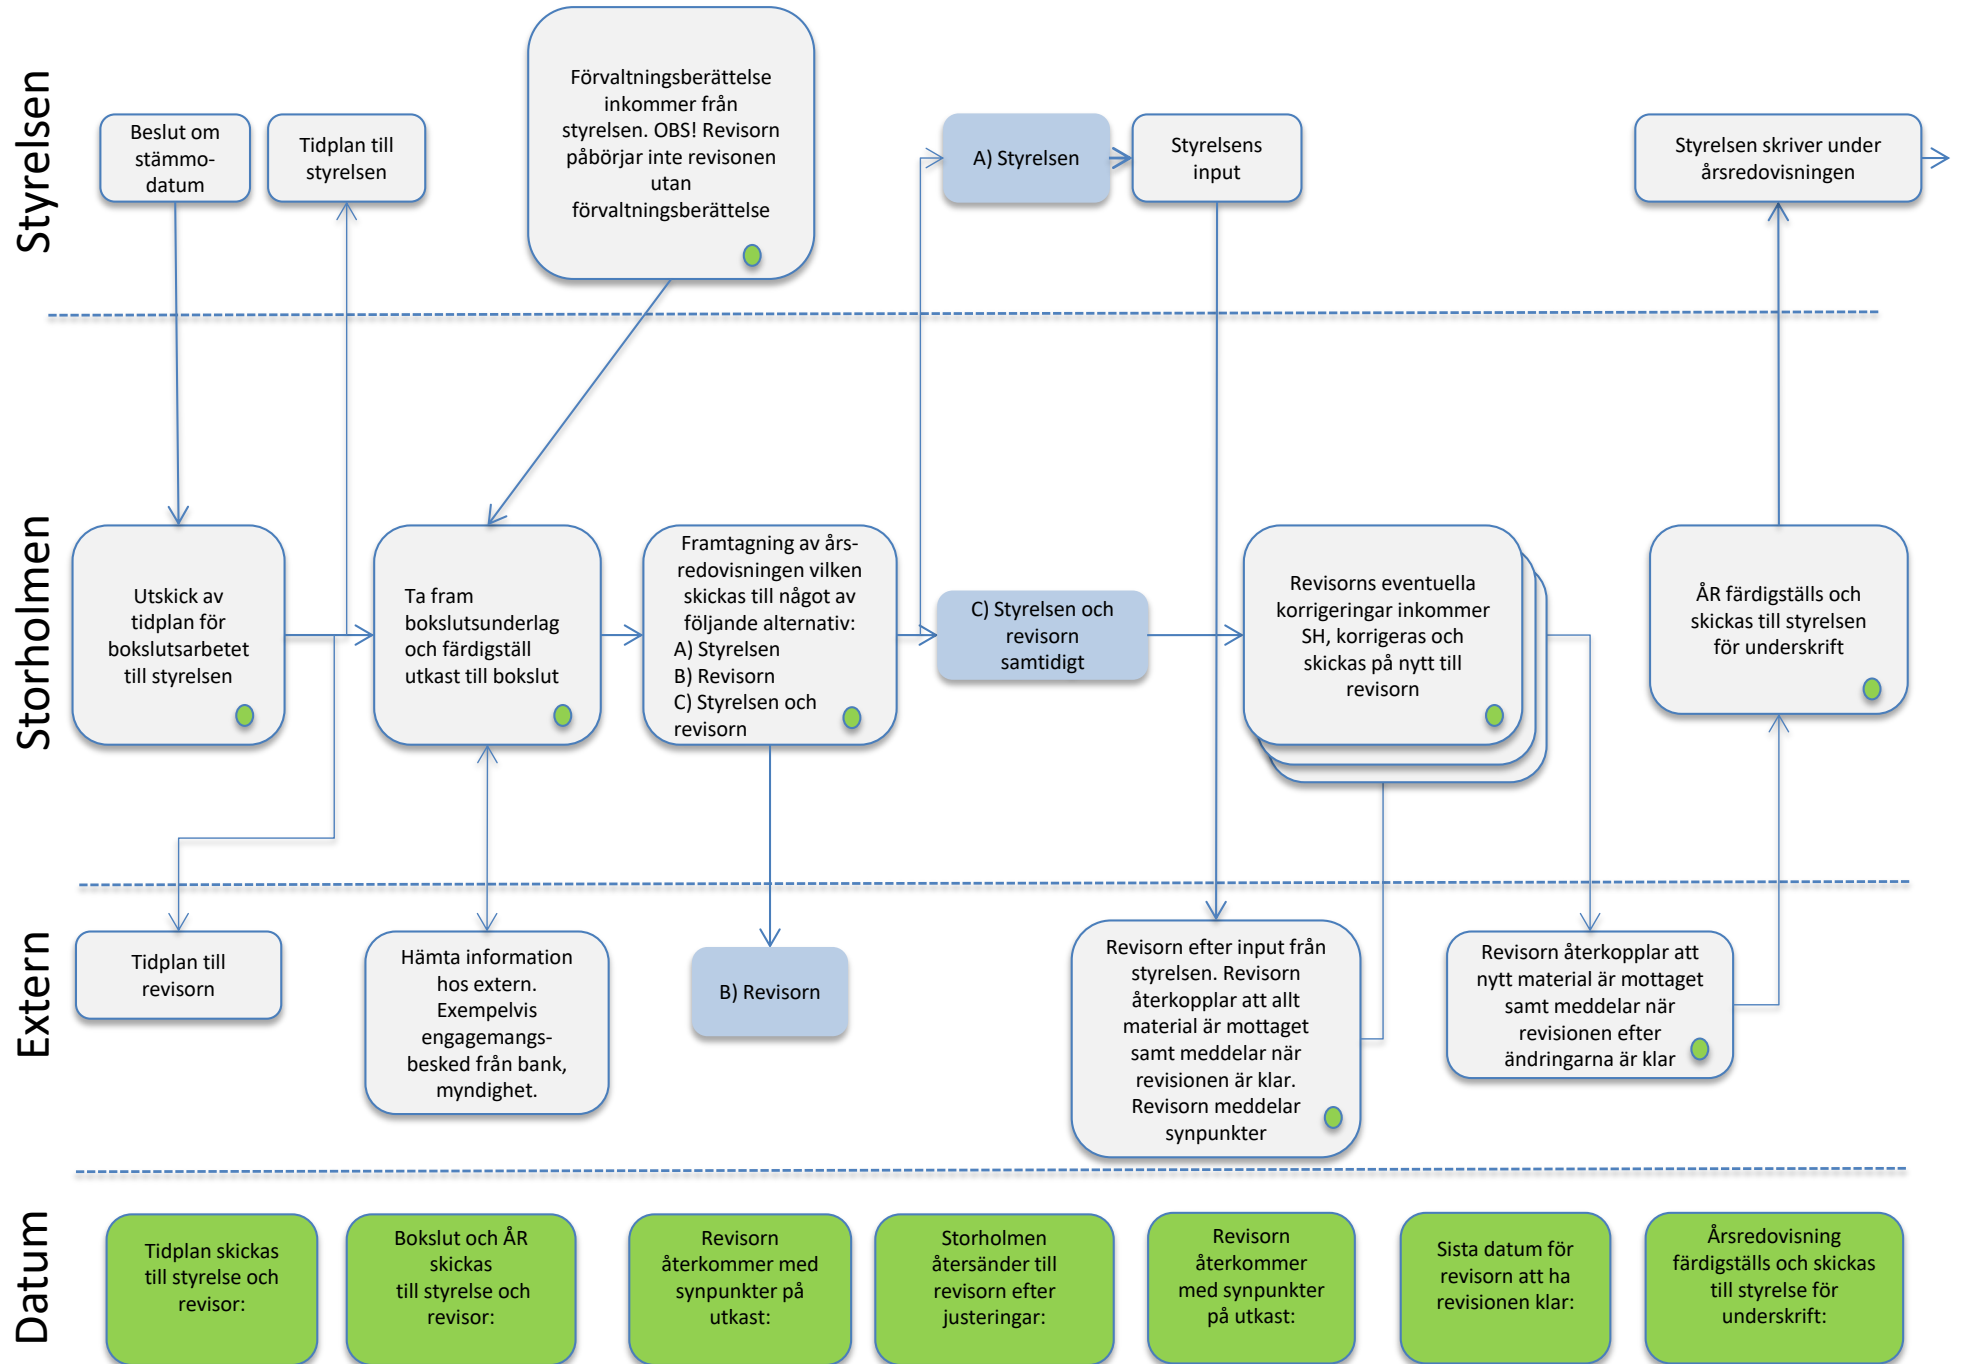 Styrelsen
Beslut om
stämmo-
datum
Tidplan till
styrelsen
Förvaltningsberättelse
inkommer från
styrelsen. OBS! Revisorn
påbörjar inte revisonen
utan
förvaltningsberättelse
A) Styrelsen
Styrelsens
input
Styrelsen skriver under
årsredovisningen
Storholmen
Utskick av
tidplan för
bokslutsarbetet
till styrelsen
Ta fram
bokslutsunderlag
och färdigställ
utkast till bokslut
Framtagning av års-
redovisningen vilken
skickas till något av
följande alternativ:
A) Styrelsen
B) Revisorn
C) Styrelsen och
revisorn
C) Styrelsen och
revisorn
samtidigt
Revisorns eventuella
korrigeringar inkommer
SH, korrigeras och
skickas på nytt till
revisorn
ÅR färdigställs och
skickas till styrelsen
för underskrift
Extern
Tidplan till
revisorn
Hämta information
hos extern.
Exempelvis
engagemangs-
besked från bank,
myndighet.
B) Revisorn
Revisorn efter input från
styrelsen. Revisorn
återkopplar att allt
material är mottaget
samt meddelar när
revisionen är klar.
Revisorn meddelar
synpunkter
Revisorn återkopplar att
nytt material är mottaget
samt meddelar när
revisionen efter
ändringarna är klar
Datum
Tidplan skickas
till styrelse och
revisor:
Bokslut och ÅR
skickas
till styrelse och
revisor:
Revisorn
återkommer med
synpunkter på
utkast:
Storholmen
återsänder till
revisorn efter
justeringar:
Revisorn
återkommer
med synpunkter
på utkast:
Sista datum för
revisorn att ha
revisionen klar:
Årsredovisning
färdigställs och skickas
till styrelse för
underskrift: